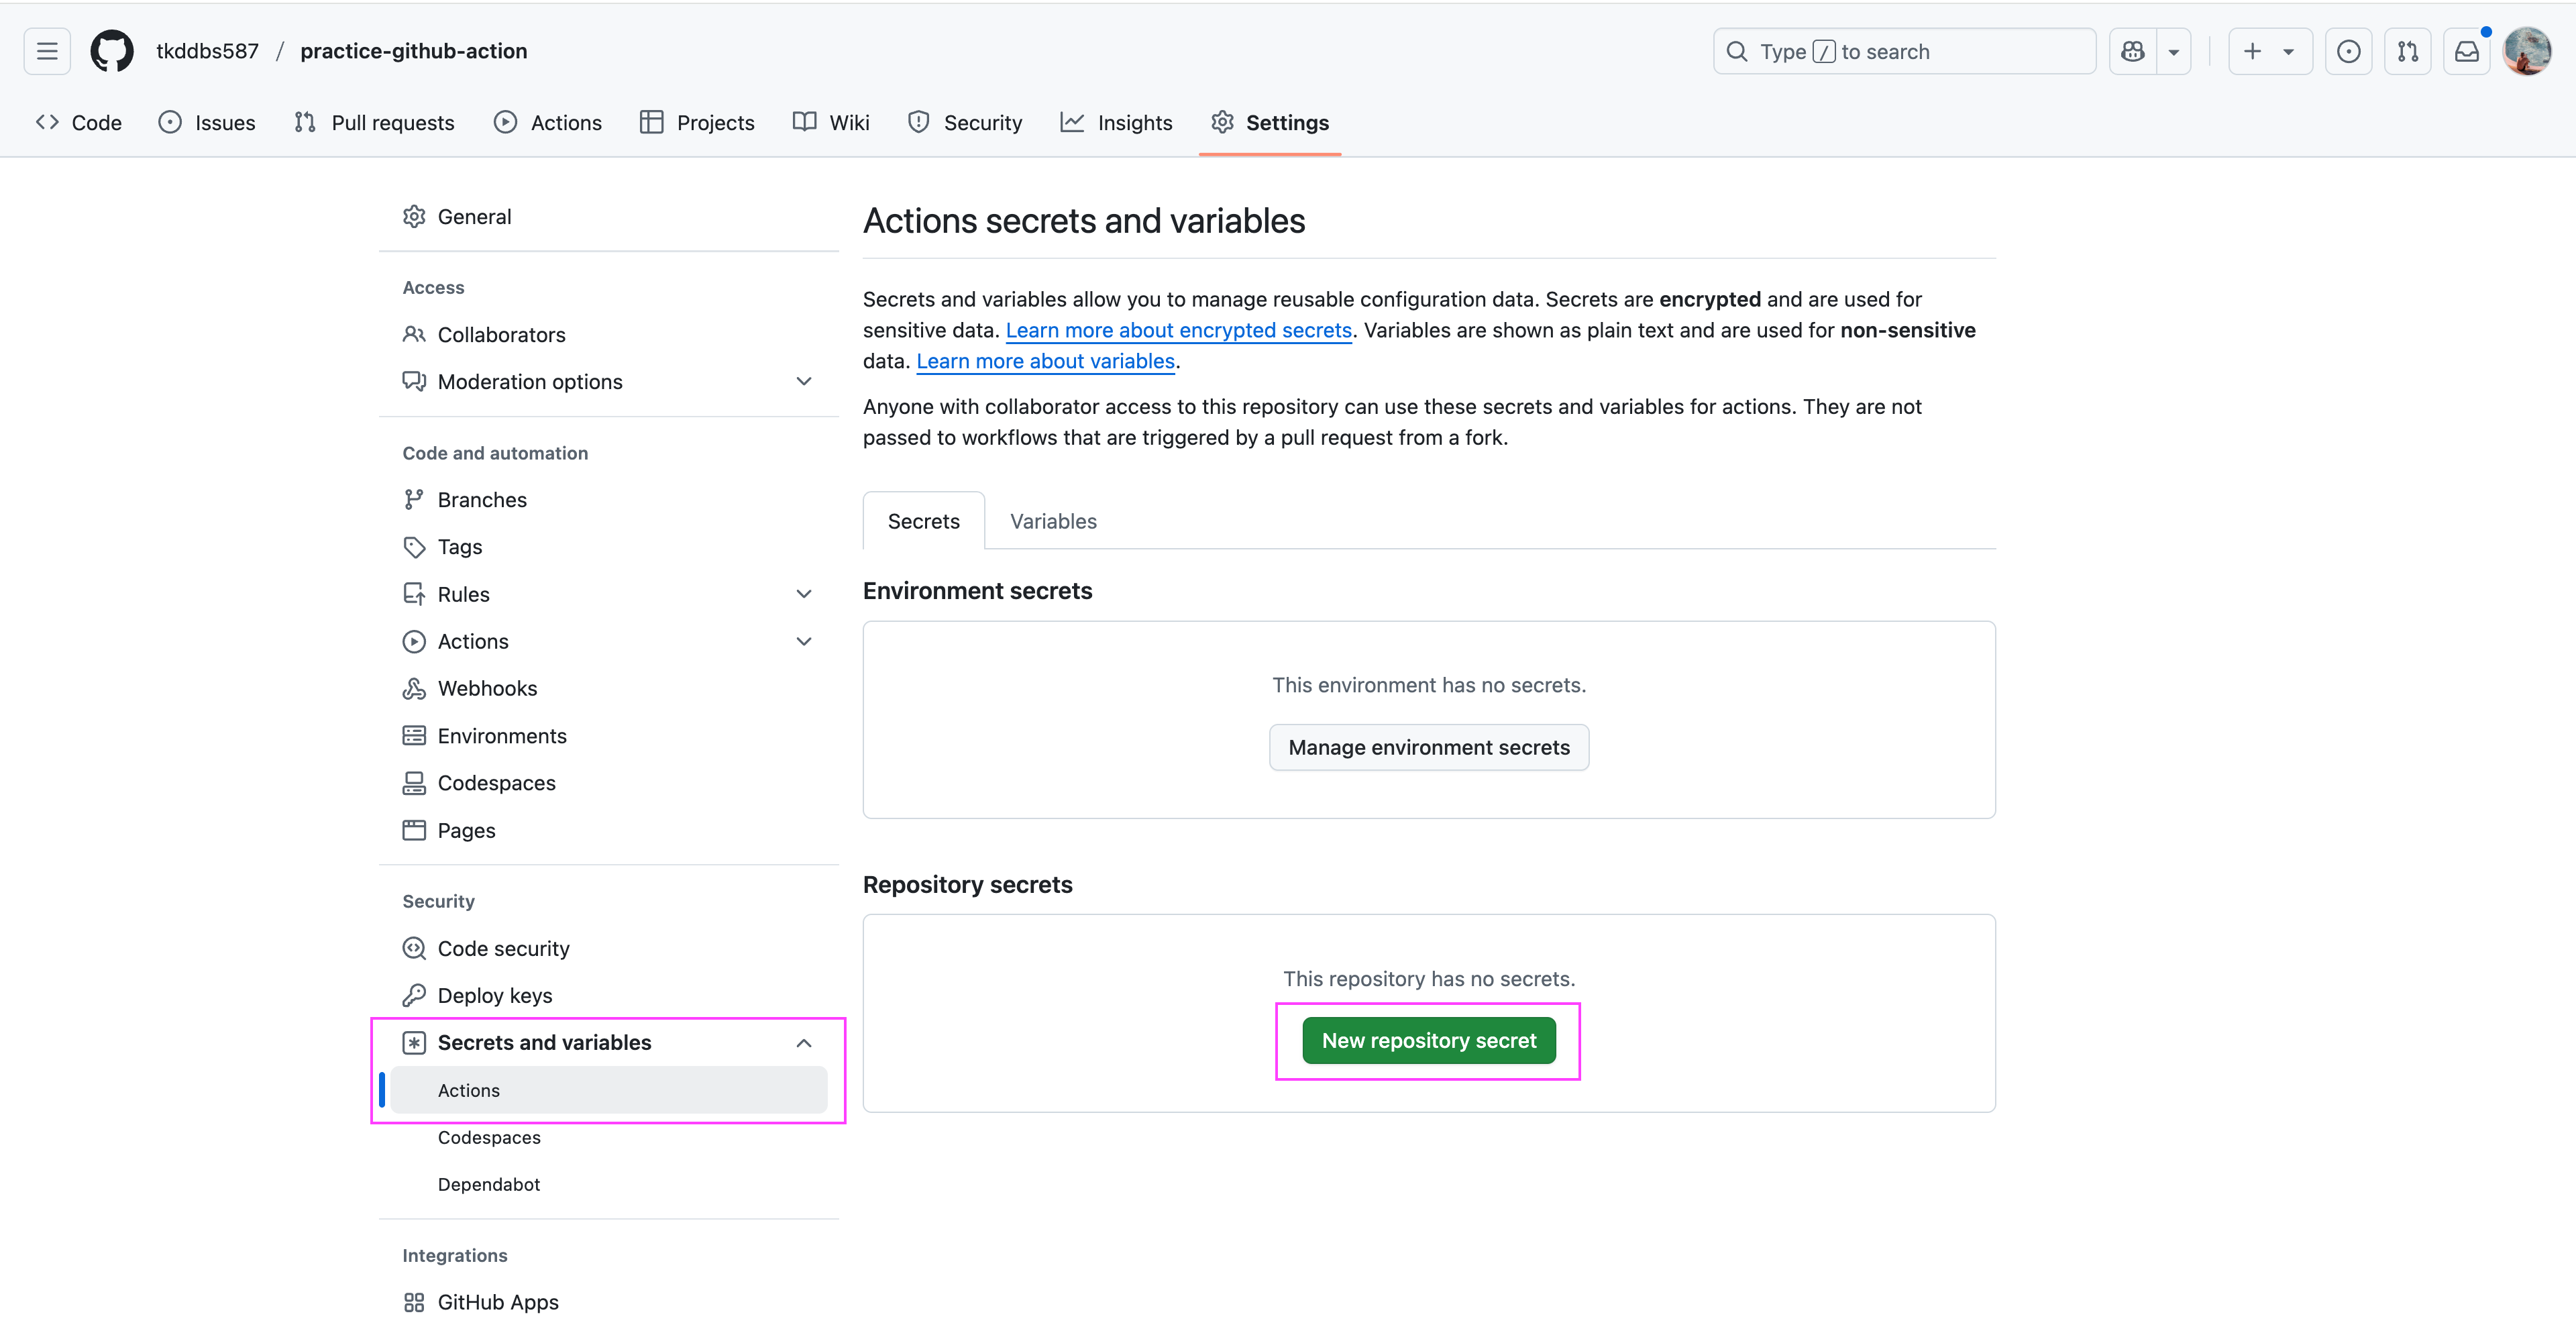 tkddbs587 / practice-github-action
Type / to search
Code
Issues
Pull requests
Actions
Projects
Wiki
Security
Insights
Settings
General
Access
Collaborators
Moderation options
Code and automation
Branches
Tags
Rules
Actions
Webhooks
Environments
Codespaces
Pages
Security
Code security
Deploy keys
Secrets and variables
Actions
Codespaces
Dependabot
Integrations
GitHub Apps
Actions secrets and variables
Secrets and variables allow you to manage reusable configuration data. Secrets are encrypted and are used for
sensitive data. Learn more about encrypted secrets. Variables are shown as plain text and are used for non-sensitive
data. Learn more about variables.
Anyone with collaborator access to this repository can use these secrets and variables for actions. They are not
passed to workflows that are triggered by a pull request from a fork.
Secrets
Variables
Environment secrets
This environment has no secrets.
Manage environment secrets
Repository secrets
This repository has no secrets.
New repository secret